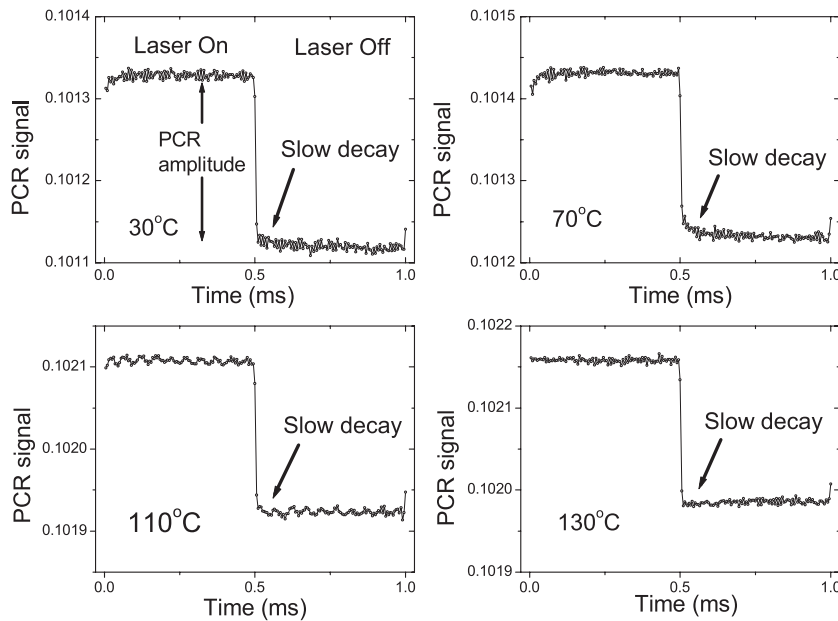 0.1014
0.1013
0.1012
0.1011
PCR signal
Laser On
Laser Off
PCR
amplitude
Slow decay
30°C
0.0
0.5
1.0
Time (ms)
0.1015
0.1014
0.1013
0.1012
PCR signal
Slow decay
70°C
0.0
0.5
1.0
Time (ms)
0.1021
0.1020
0.1019
PCR signal
Slow decay
110°C
0.0
0.5
1.0
Time (ms)
0.1022
0.1021
0.1020
0.1019
PCR signal
Slow decay
130°C
0.0
0.5
1.0
Time (ms)